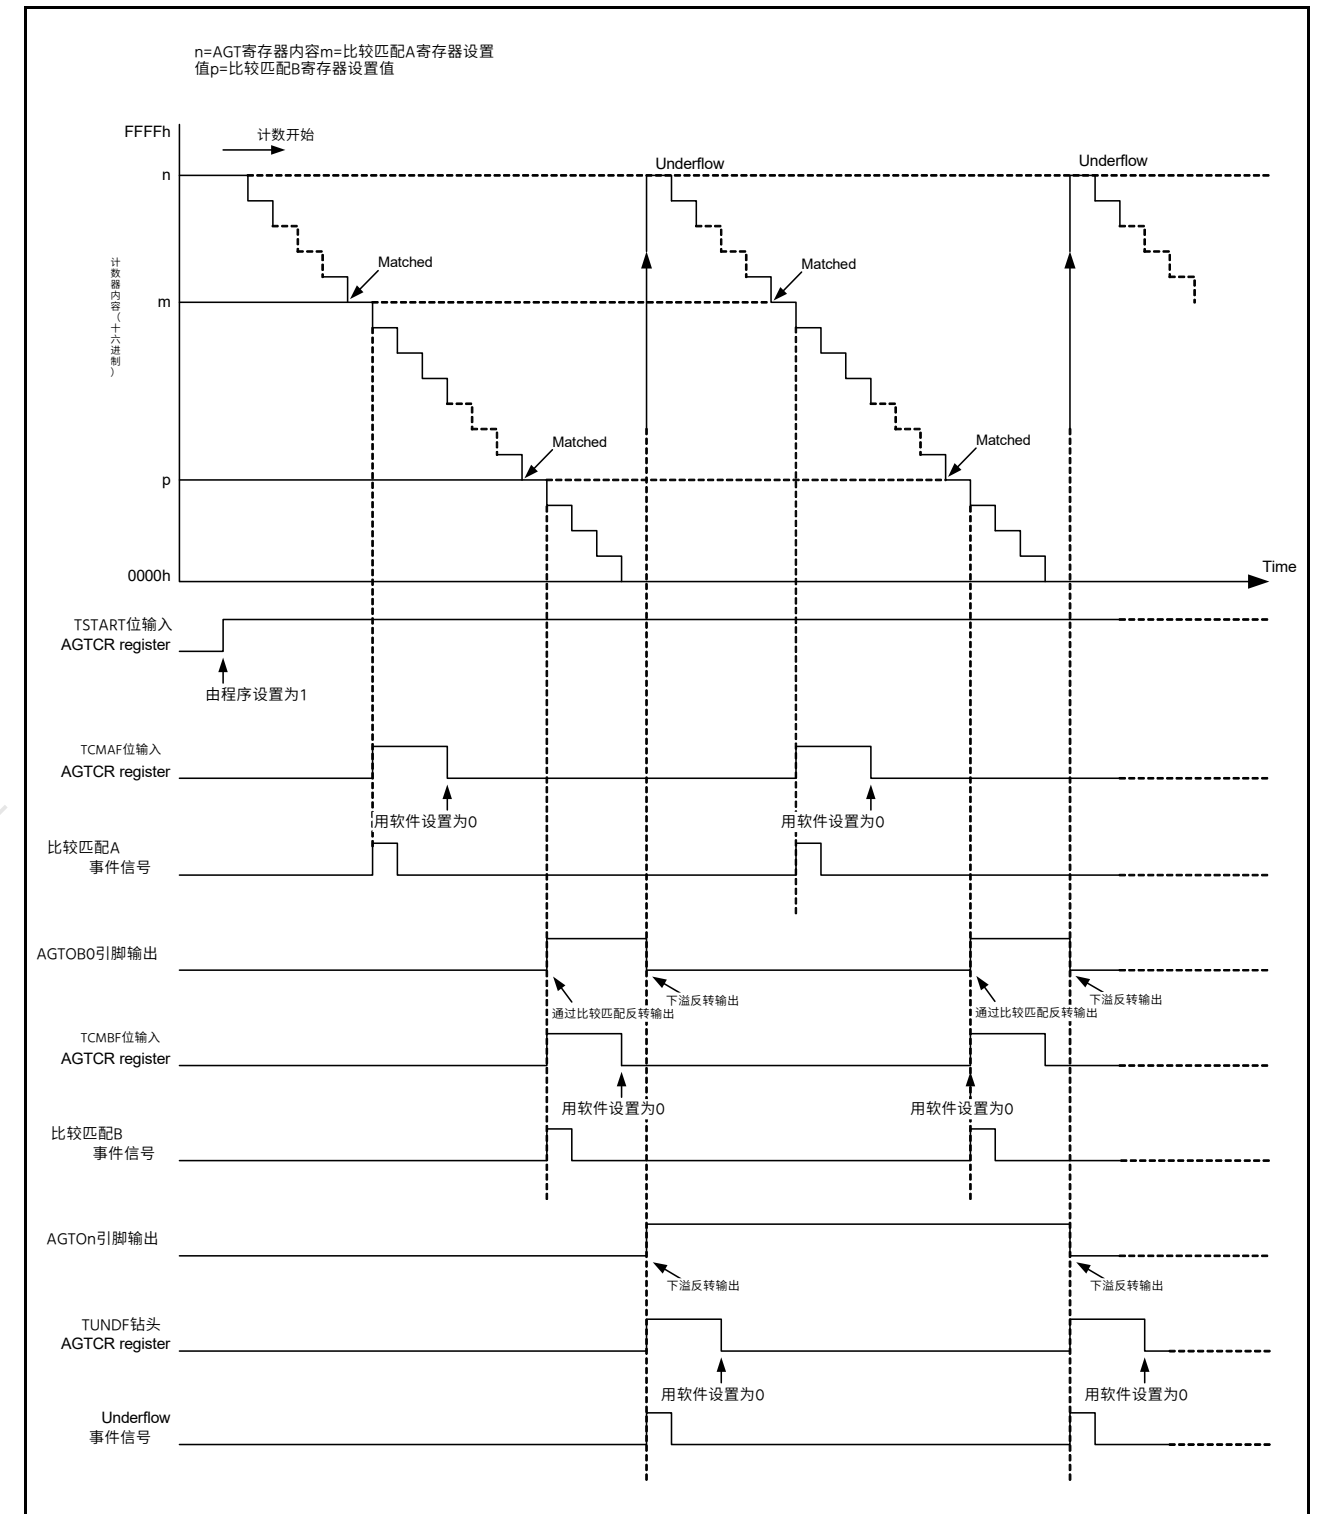 n=AGT寄存器内容m=比较匹配A寄存器设置
值p=比较匹配B寄存器设置值
FFFFh
计数开始
Underflow
Underflow
n
计数器内容(十六进制)
Matched
Matched
m
Matched
Matched
p
0000h
Time
TSTART位输入
AGTCR register
由程序设置为1
TCMAF位输入
AGTCR register
用软件设置为0
用软件设置为0
比较匹配A
事件信号
AGTOB0引脚输出
下溢反转输出
下溢反转输出
通过比较匹配反转输出
通过比较匹配反转输出
TCMBF位输入
AGTCR register
用软件设置为0
用软件设置为0
比较匹配B
事件信号
AGTOn引脚输出
下溢反转输出
下溢反转输出
TUNDF钻头
AGTCR register
用软件设置为0
用软件设置为0
Underflow
事件信号